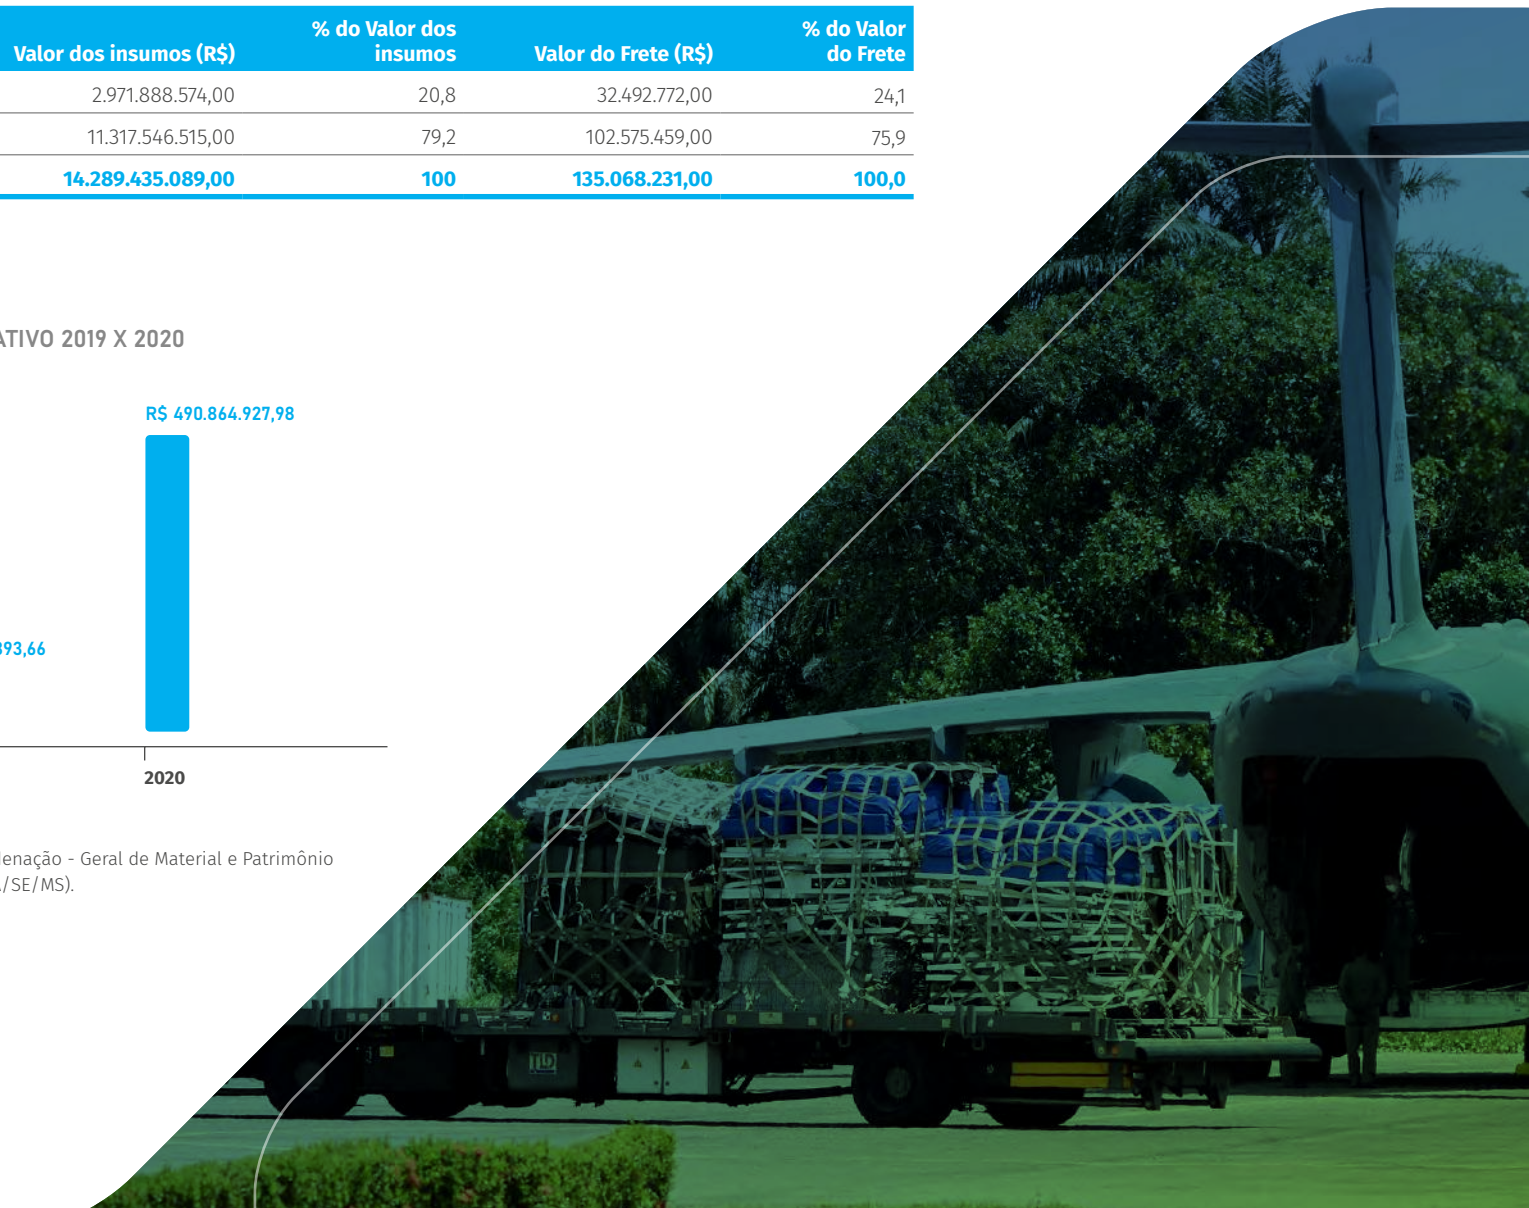 Valor dos insumos (R$) % do Valor dos insumos Valor do Frete (R$) % do Valor do Frete
2.971.888.574,00 20,8 32.492.772,00 24,1
11.317.546.515,00 79,2 102.575.459,00 75,9
14.289.435.089,00 100 135.068.231,00 100,0
ATIVO 2019 X 2020
R$ 490.864.927,98
393,66
2020
enação - Geral de Material e Patrimônio
/SE/MS).
TLD